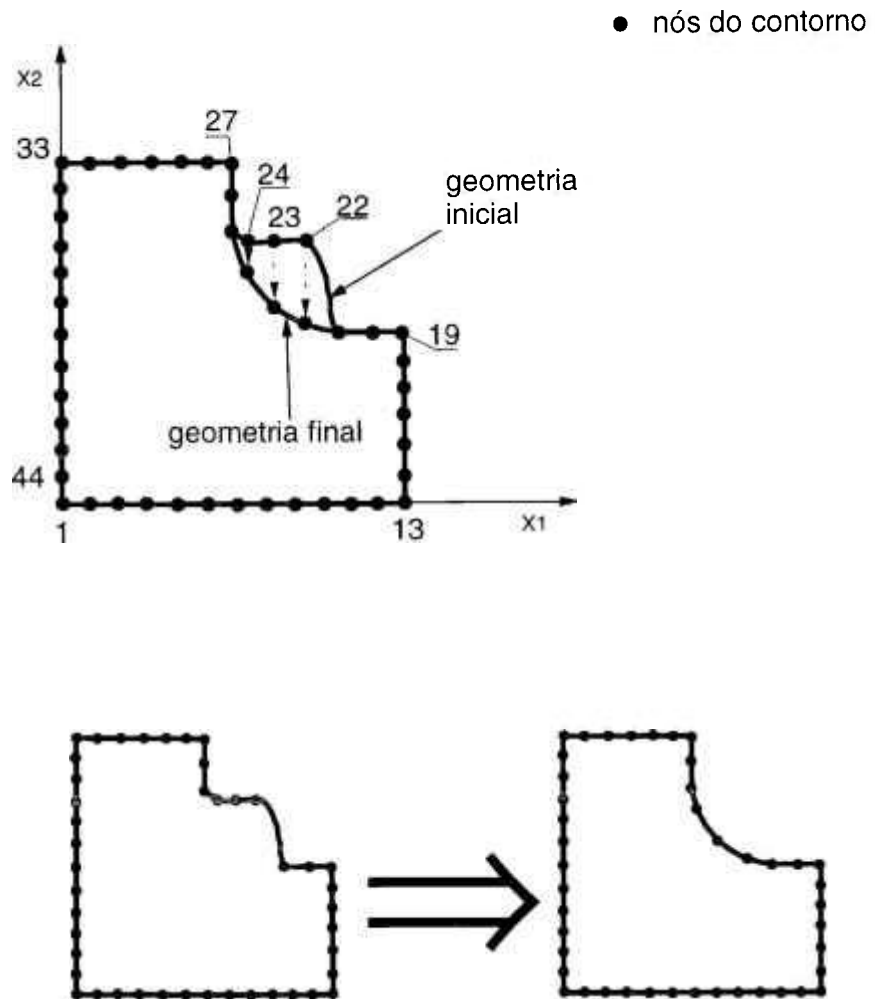 nós do contorno
X2
27
33
24
geometria
inicial
23
22
19
geometria final
44
1
13
X1